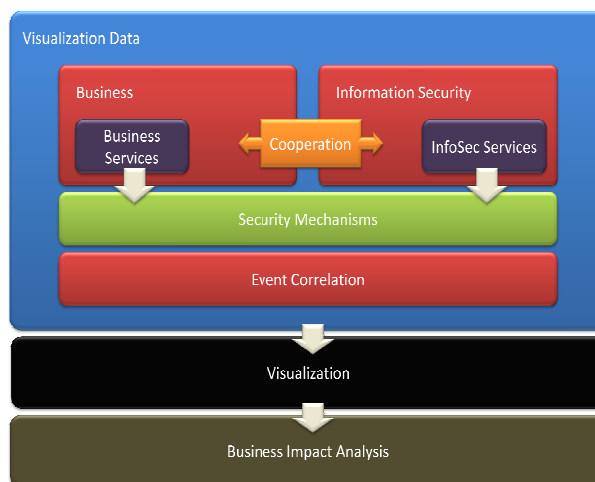 Visualization Data
Business
Information Security
Business
Services
Cooperation
InfoSec Services
Security Mechanisms
Event Correlation
Visualization
Business Impact Analysis